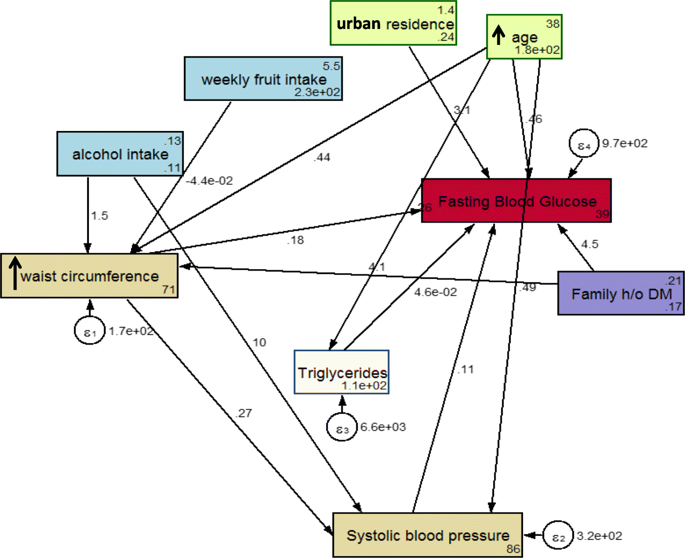 1.4
urban residence
.24
38
↑ age
1.8e+02
5.5
weekly fruit intake
2.3e+02
3.1
.46
ε4
9.7e+02
.13
alcohol intake
.11
.44
-4.4e-02
Fasting Blood Glucose
39
.26
1.5
.18
4.5
↑ waist circumference
71
4.1
4.6e-02
.49
.21
Family h/o DM
.17
ε1
1.7e+02
10
Triglycerides
1.1e+02
.11
.27
ε3
6.6e+03
Systolic blood pressure
86
ε2
3.2e+02